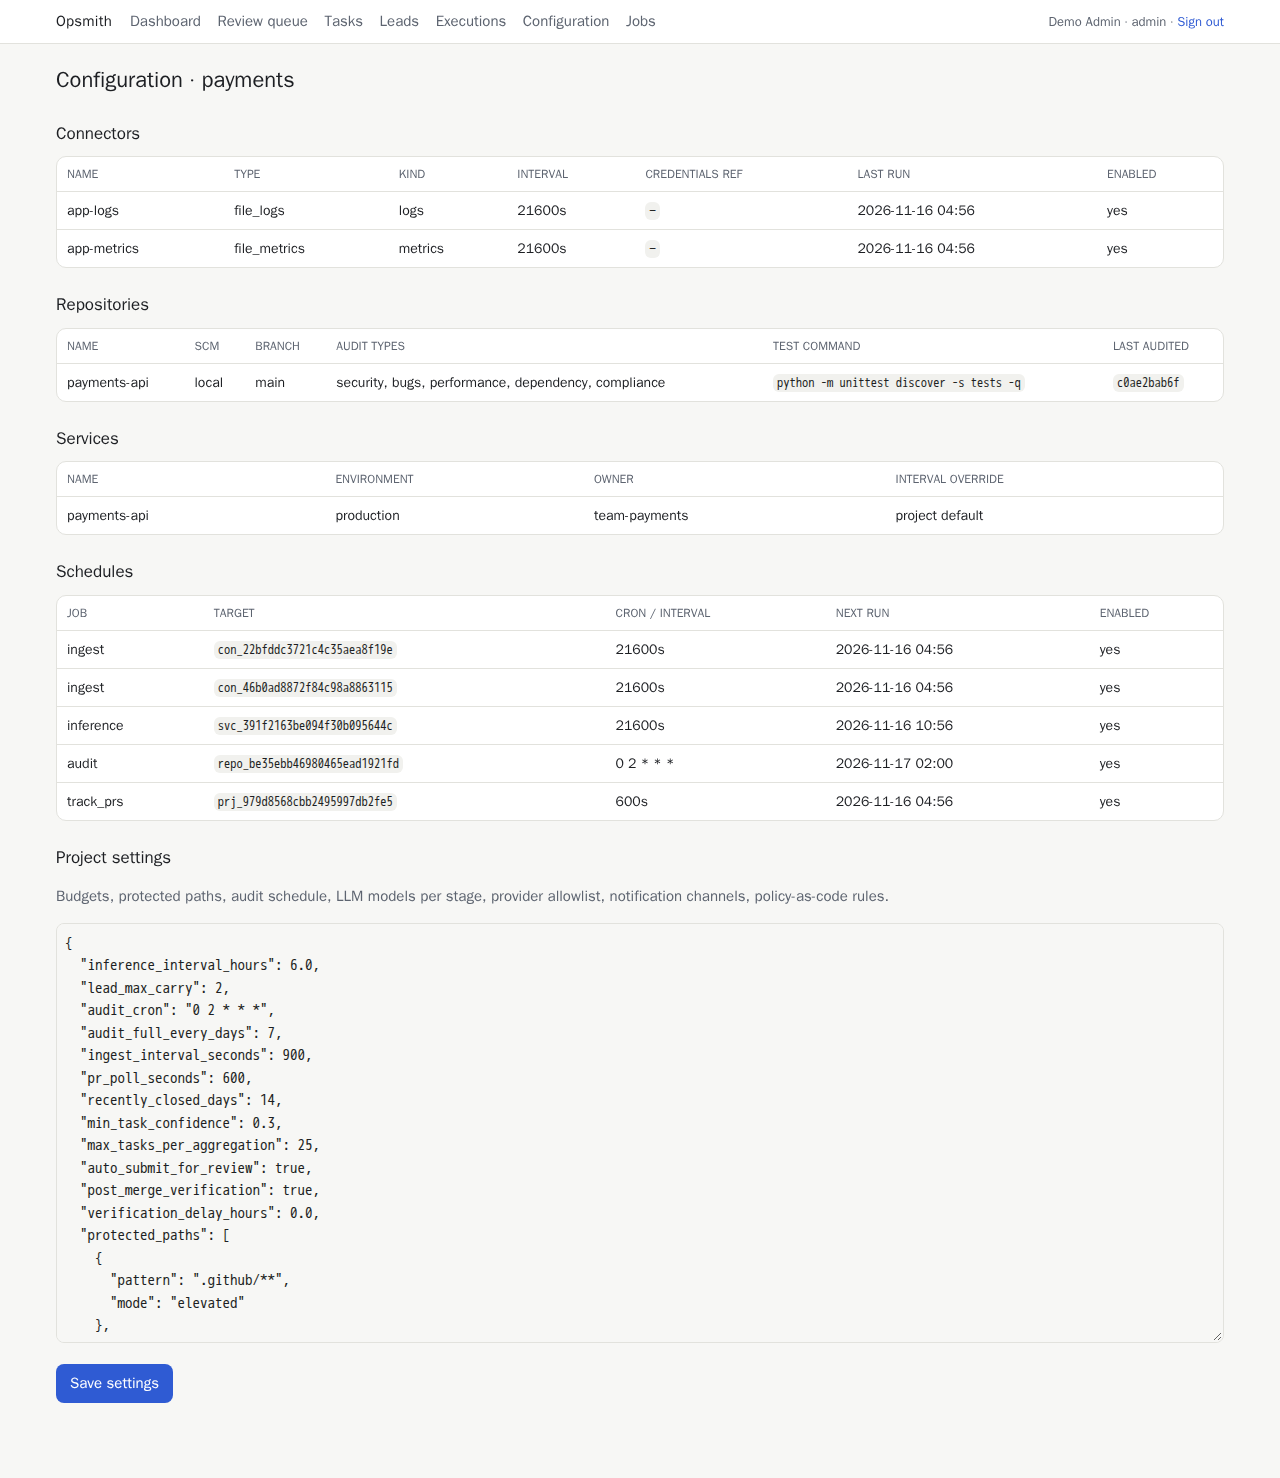 Opsmith Dashboard Review queue Tasks Leads Executions Configuration Jobs Demo Admin · admin · Sign out
Configuration · payments
Connectors
NAME TYPE KIND INTERVAL CREDENTIALS REF LAST RUN ENABLED
app-logs file_logs logs 21600s – 2026-11-16 04:56 yes
app-metrics file_metrics metrics 21600s – 2026-11-16 04:56 yes
Repositories
NAME SCM BRANCH AUDIT TYPES TEST COMMAND LAST AUDITED
payments-api local main security, bugs, performance, dependency, compliance python -m unittest discover -s tests -q c0ae2bab6f
Services
NAME ENVIRONMENT OWNER INTERVAL OVERRIDE
payments-api production team-payments project default
Schedules
JOB TARGET CRON / INTERVAL NEXT RUN ENABLED
ingest con_22bfddc3721c4c35aea8f19e 21600s 2026-11-16 04:56 yes
ingest con_46b0ad8872f84c98a8863115 21600s 2026-11-16 04:56 yes
inference svc_391f2163be094f30b095644c 21600s 2026-11-16 10:56 yes
audit repo_be35ebb46980465ead1921fd 0 2 * * * 2026-11-17 02:00 yes
track_prs prj_979d8568cbb2495997db2fe5 600s 2026-11-16 04:56 yes
Project settings
Budgets, protected paths, audit schedule, LLM models per stage, provider allowlist, notification channels, policy-as-code rules.
{
"inference_interval_hours": 6.0,
"lead_max_carry": 2,
"audit_cron": "0 2 * * *",
"audit_full_every_days": 7,
"ingest_interval_seconds": 900,
"pr_poll_seconds": 600,
"recently_closed_days": 14,
"min_task_confidence": 0.3,
"max_tasks_per_aggregation": 25,
"auto_submit_for_review": true,
"post_merge_verification": true,
"verification_delay_hours": 0.0,
"protected_paths": [
{
"pattern": ".github/**",
"mode": "elevated"
},
Save settings